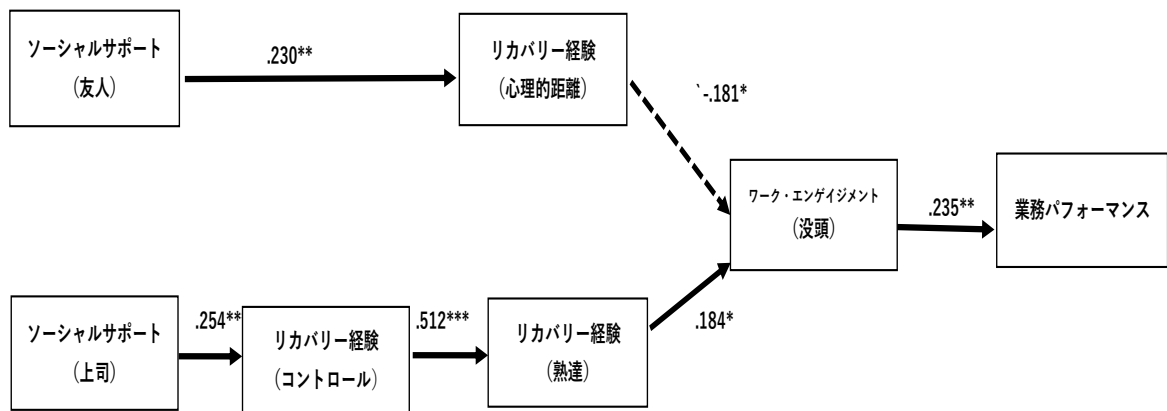 ソーシャルサポート
(友人)
.230**
リカバリー経験
(心理的距離)
`-.181*
ワーク・エンゲイジメント
(没頭)
.235**
業務パフォーマンス
ソーシャルサポート
(上司)
.254**
リカバリー経験
(コントロール)
.512***
リカバリー経験
(熟達)
.184*